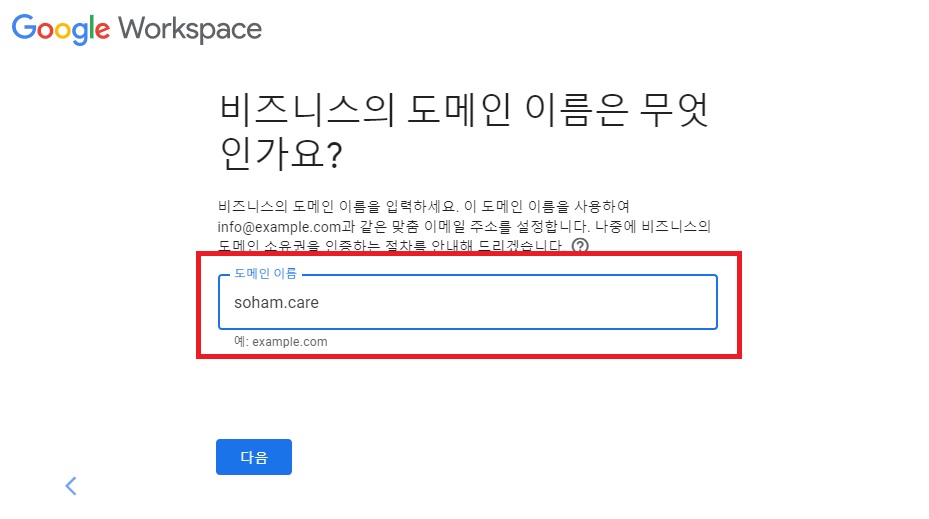 Google Workspace
비즈니스의 도메인 이름은 무엇
인가요?
비즈니스의 도메인 이름을 입력하세요. 이 도메인 이름을 사용하여
info@example.com과 같은 맞춤 이메일 주소를 설정합니다. 나중에 비즈니스의
도메인 소유권을 인증하는 절차를 안내해 드리겠습니다. ?
도메인 이름
soham.care
예: example.com
다음